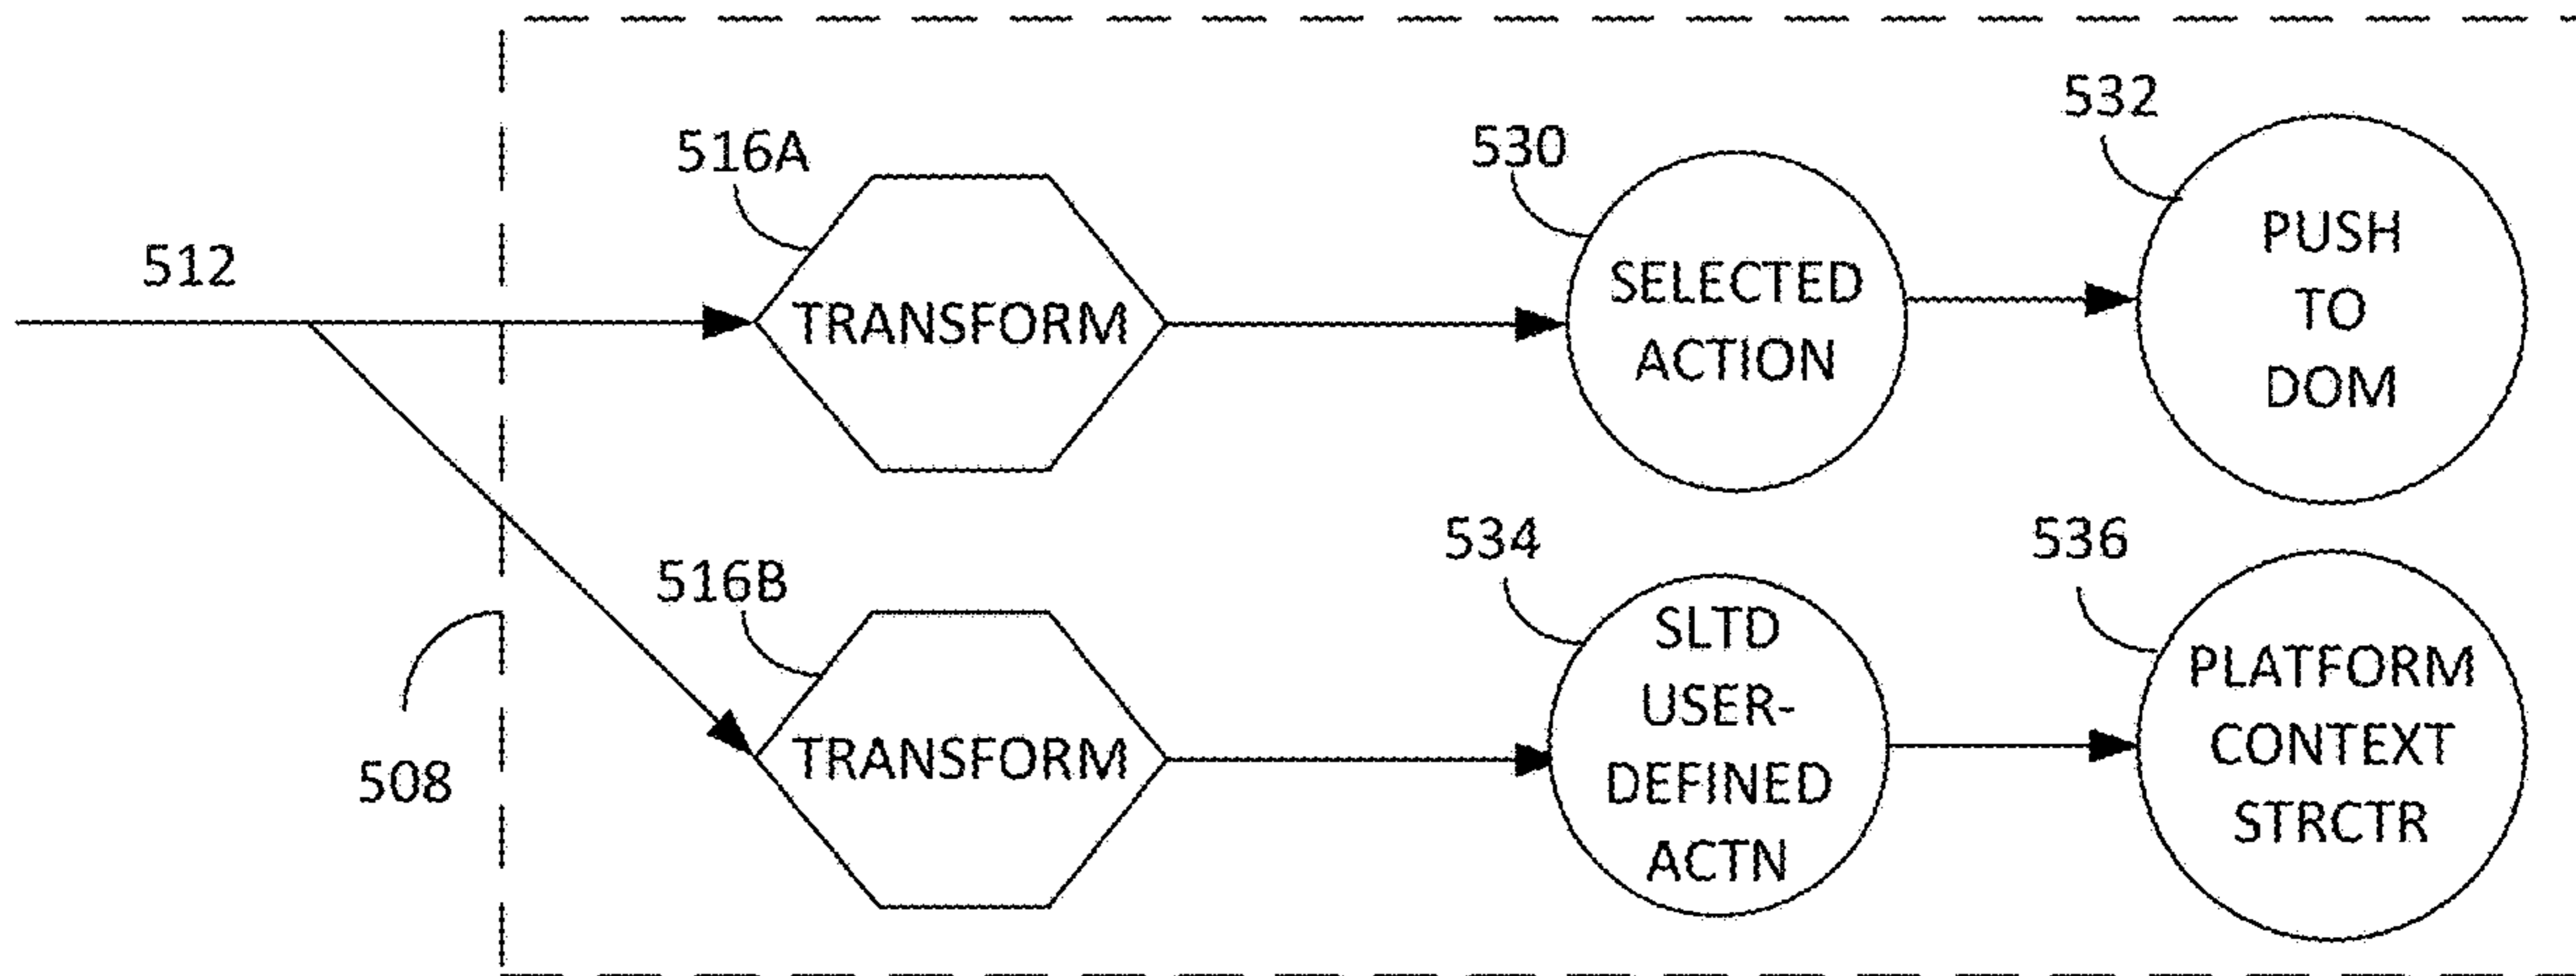 512
516A
TRANSFORM
530
SELECTED
ACTION
532
PUSH
TO
DOM
508
516B
TRANSFORM
534
SLTD
USER-
DEFINED
ACTN
536
PLATFORM
CONTEXT
STRCTR